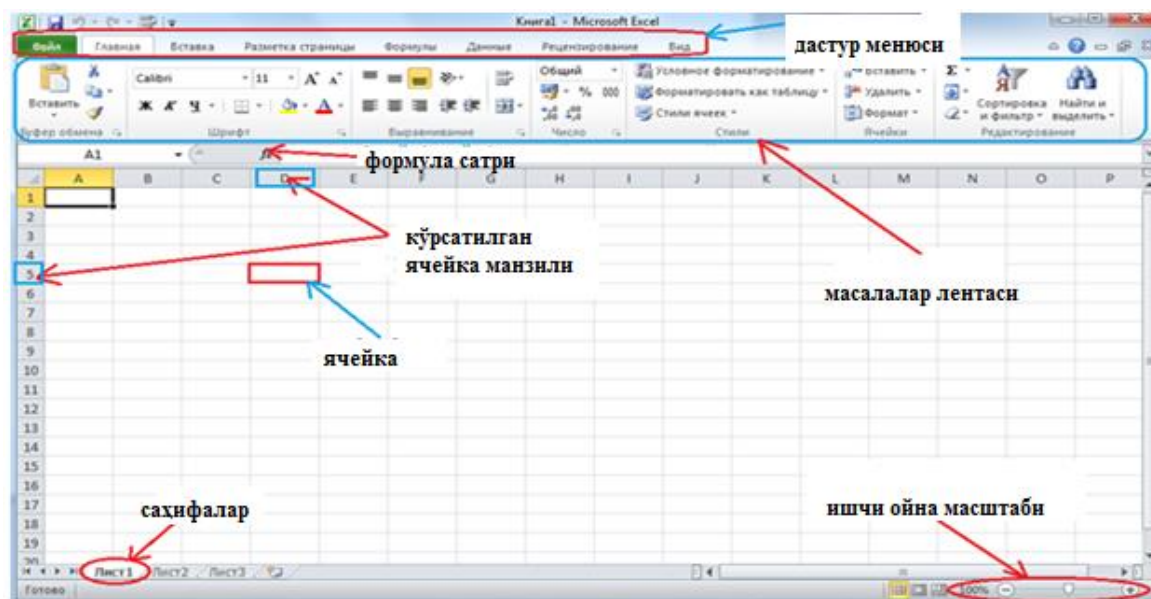 Книга1 - Microsoft Excel
Файл Главная Вставка Разметка страницы Формулы Данные Рецензирование Вид
дастур менюси
Calibri 11 Общий Условное форматирование Вставить Σ
Вставить Ж К Ч % 000 Форматировать как таблицу Удалить Сортировка Найти и
Стили ячеек Формат и фильтр выделить
Буфер обмена Шрифт Выравнивание Число Стили Ячейки Редактирование
A1 fx
формула сатри
A B C D E F G H I J K L M N O P
1
2
3
кўрсатилган
4
ячейка манзили
5
масалалар лентаси
6
7
8
ячейка
9
10
11
12
13
14
15
16
17
сахифалар
ишчи ойна масштаби
18
19
20
Лист1 Лист2 Лист3
Готово 100%